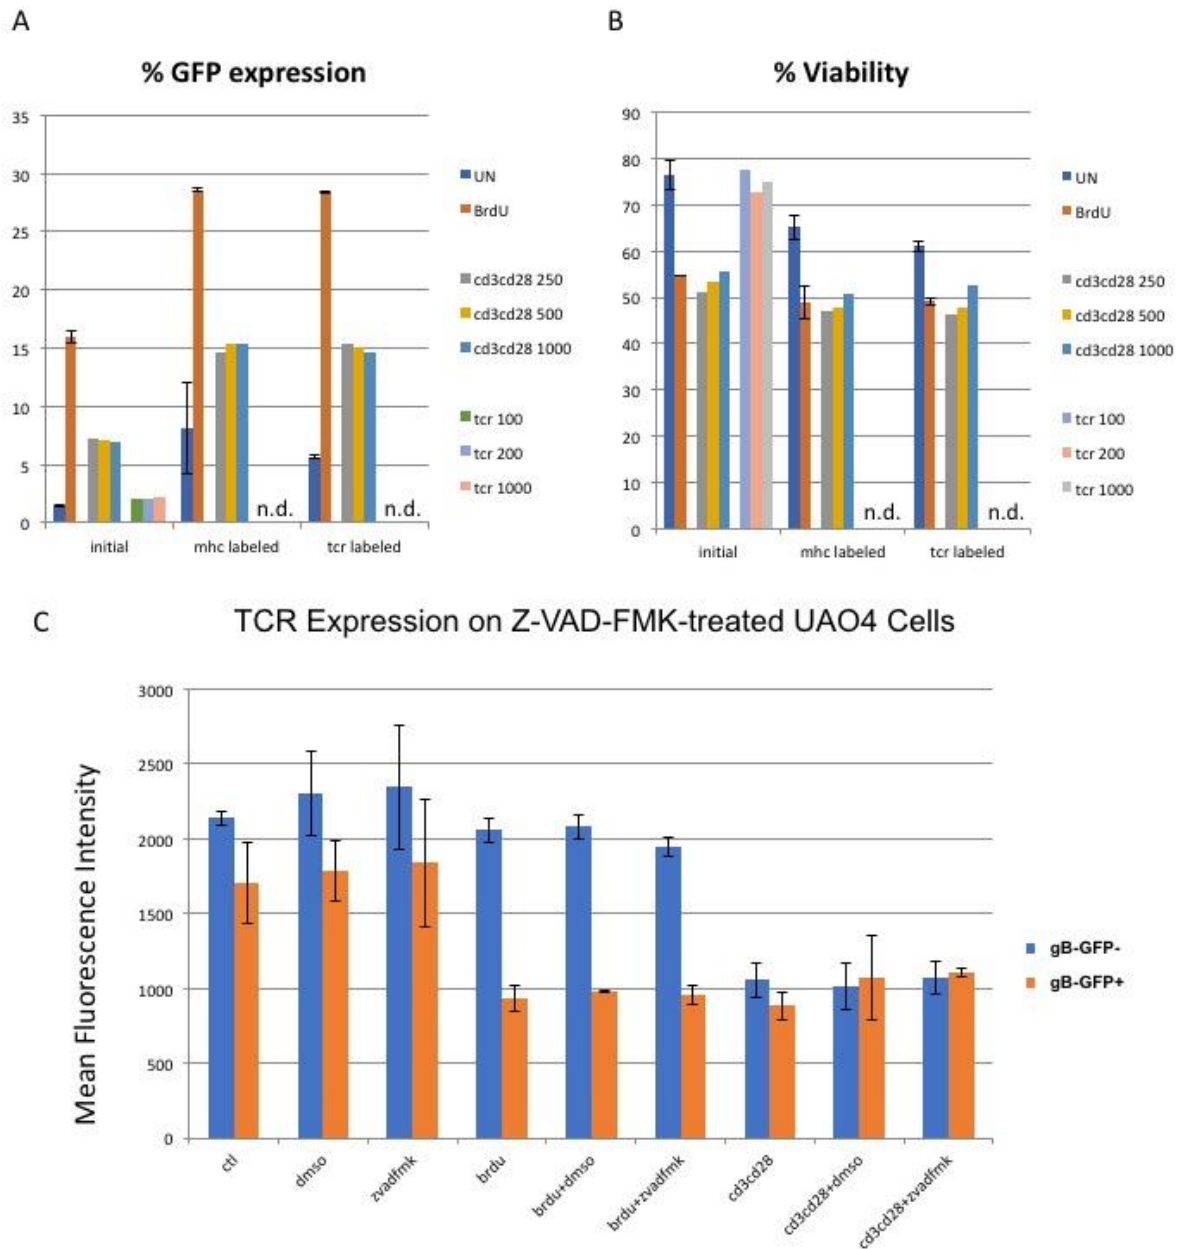 A
% GFP expression
35
30
25
20
15
10
5
0
initial
mhc labeled
tcr labeled
n.d.
n.d.
UN
BrdU
cd3cd28 250
cd3cd28 500
cd3cd28 1000
tcr 100
tcr 200
tcr 1000
B
% Viability
90
80
70
60
50
40
30
20
10
0
initial
mhc labeled
tcr labeled
n.d.
n.d.
UN
BrdU
cd3cd28 250
cd3cd28 500
cd3cd28 1000
tcr 100
tcr 200
tcr 1000
C
TCR Expression on Z-VAD-FMK-treated UAO4 Cells
Mean Fluorescence Intensity
3000
2500
2000
1500
1000
500
0
ctl
dmso
zvadfmk
brdu
brdu+dmso
brdu+zvadfmk
cd3cd28
cd3cd28+dmso
cd3cd28+zvadfmk
gB-GFP-
gB-GFP+